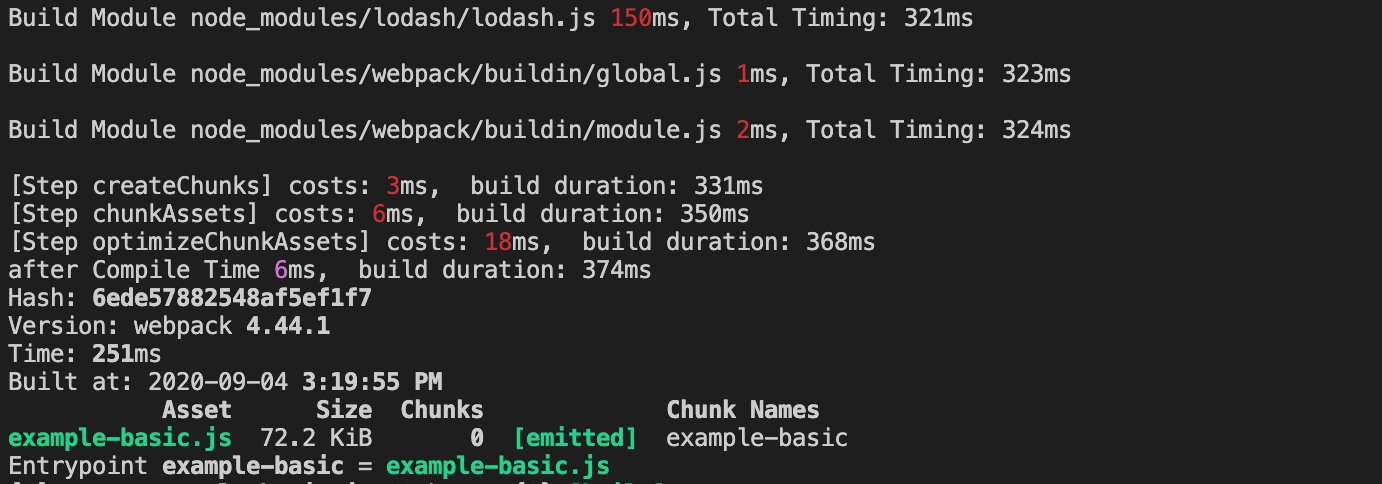 Build Module node_modules/lodash/lodash.js 150ms, Total Timing: 321ms
Build Module node_modules/webpack/buildin/global.js 1ms, Total Timing: 323ms
Build Module node_modules/webpack/buildin/module.js 2ms, Total Timing: 324ms
[Step createChunks] costs: 3ms,  build duration: 331ms
[Step chunkAssets] costs: 6ms,  build duration: 350ms
[Step optimizeChunkAssets] costs: 18ms,  build duration: 368ms
after Compile Time 6ms,  build duration: 374ms
Hash: 6ede57882548af5ef1f7
Version: webpack 4.44.1
Time: 251ms
Built at: 2020-09-04 3:19:55 PM
Asset      Size  Chunks             Chunk Names
example-basic.js  72.2 KiB       0  [emitted]  example-basic
Entrypoint example-basic = example-basic.js